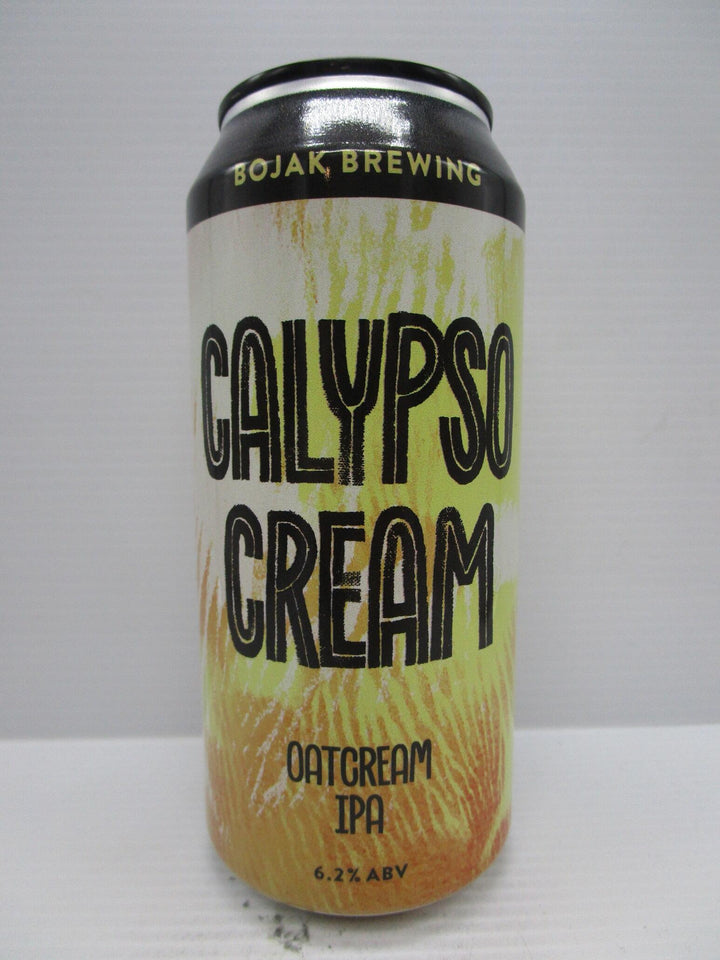 BOJAK BREWING
CALYPSO
CREAM
OATCREAM
IPA
6.2% ABV